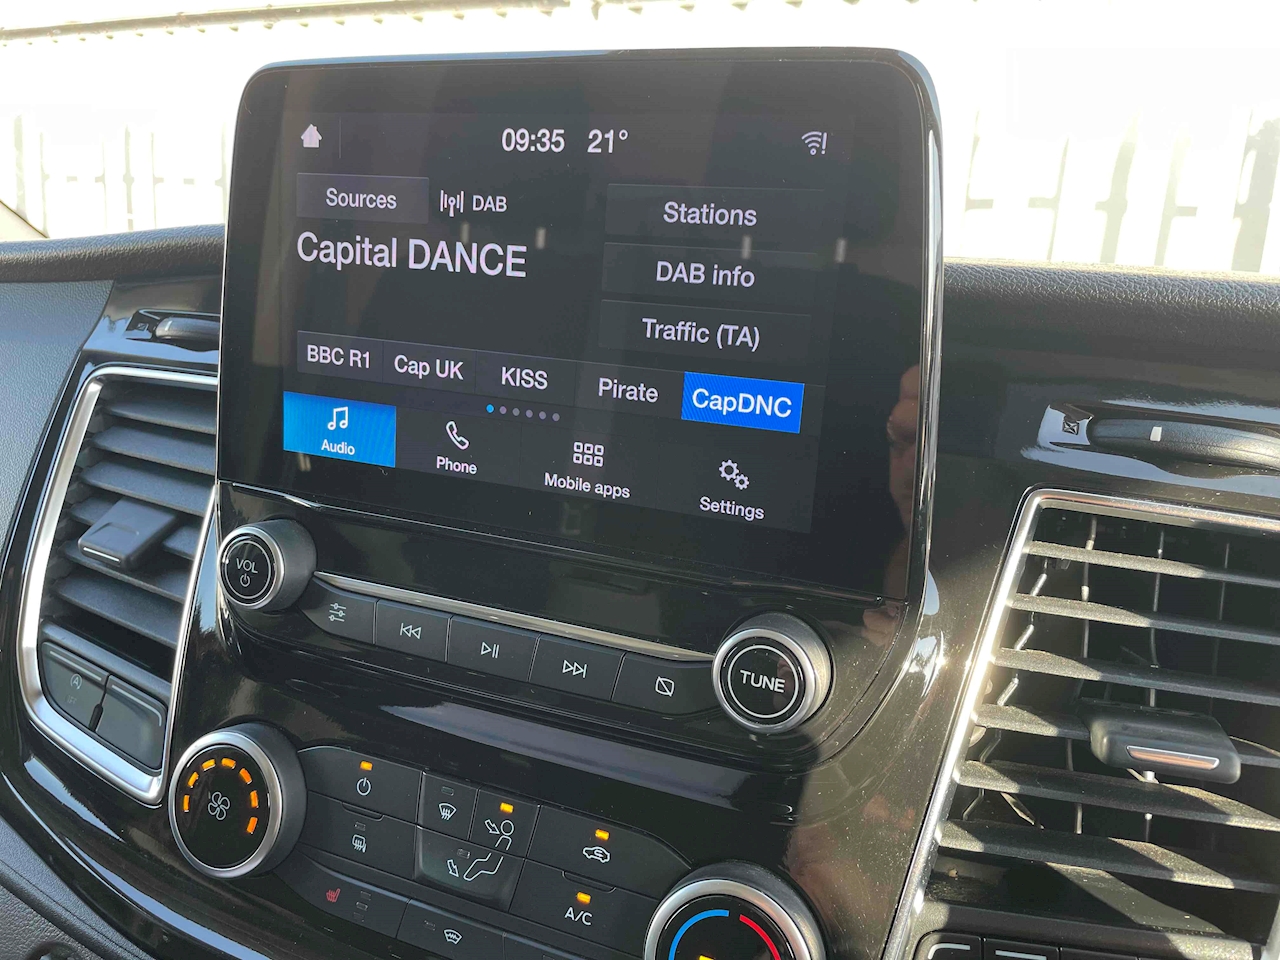 09:35 21°
Sources
DAB
Capital DANCE
Stations
DAB info
Traffic (TA)
BBC R1
Cap UK
KISS
Pirate
CapDNC
Audio
Phone
Mobile apps
Settings
VOL
TUNE
A/C